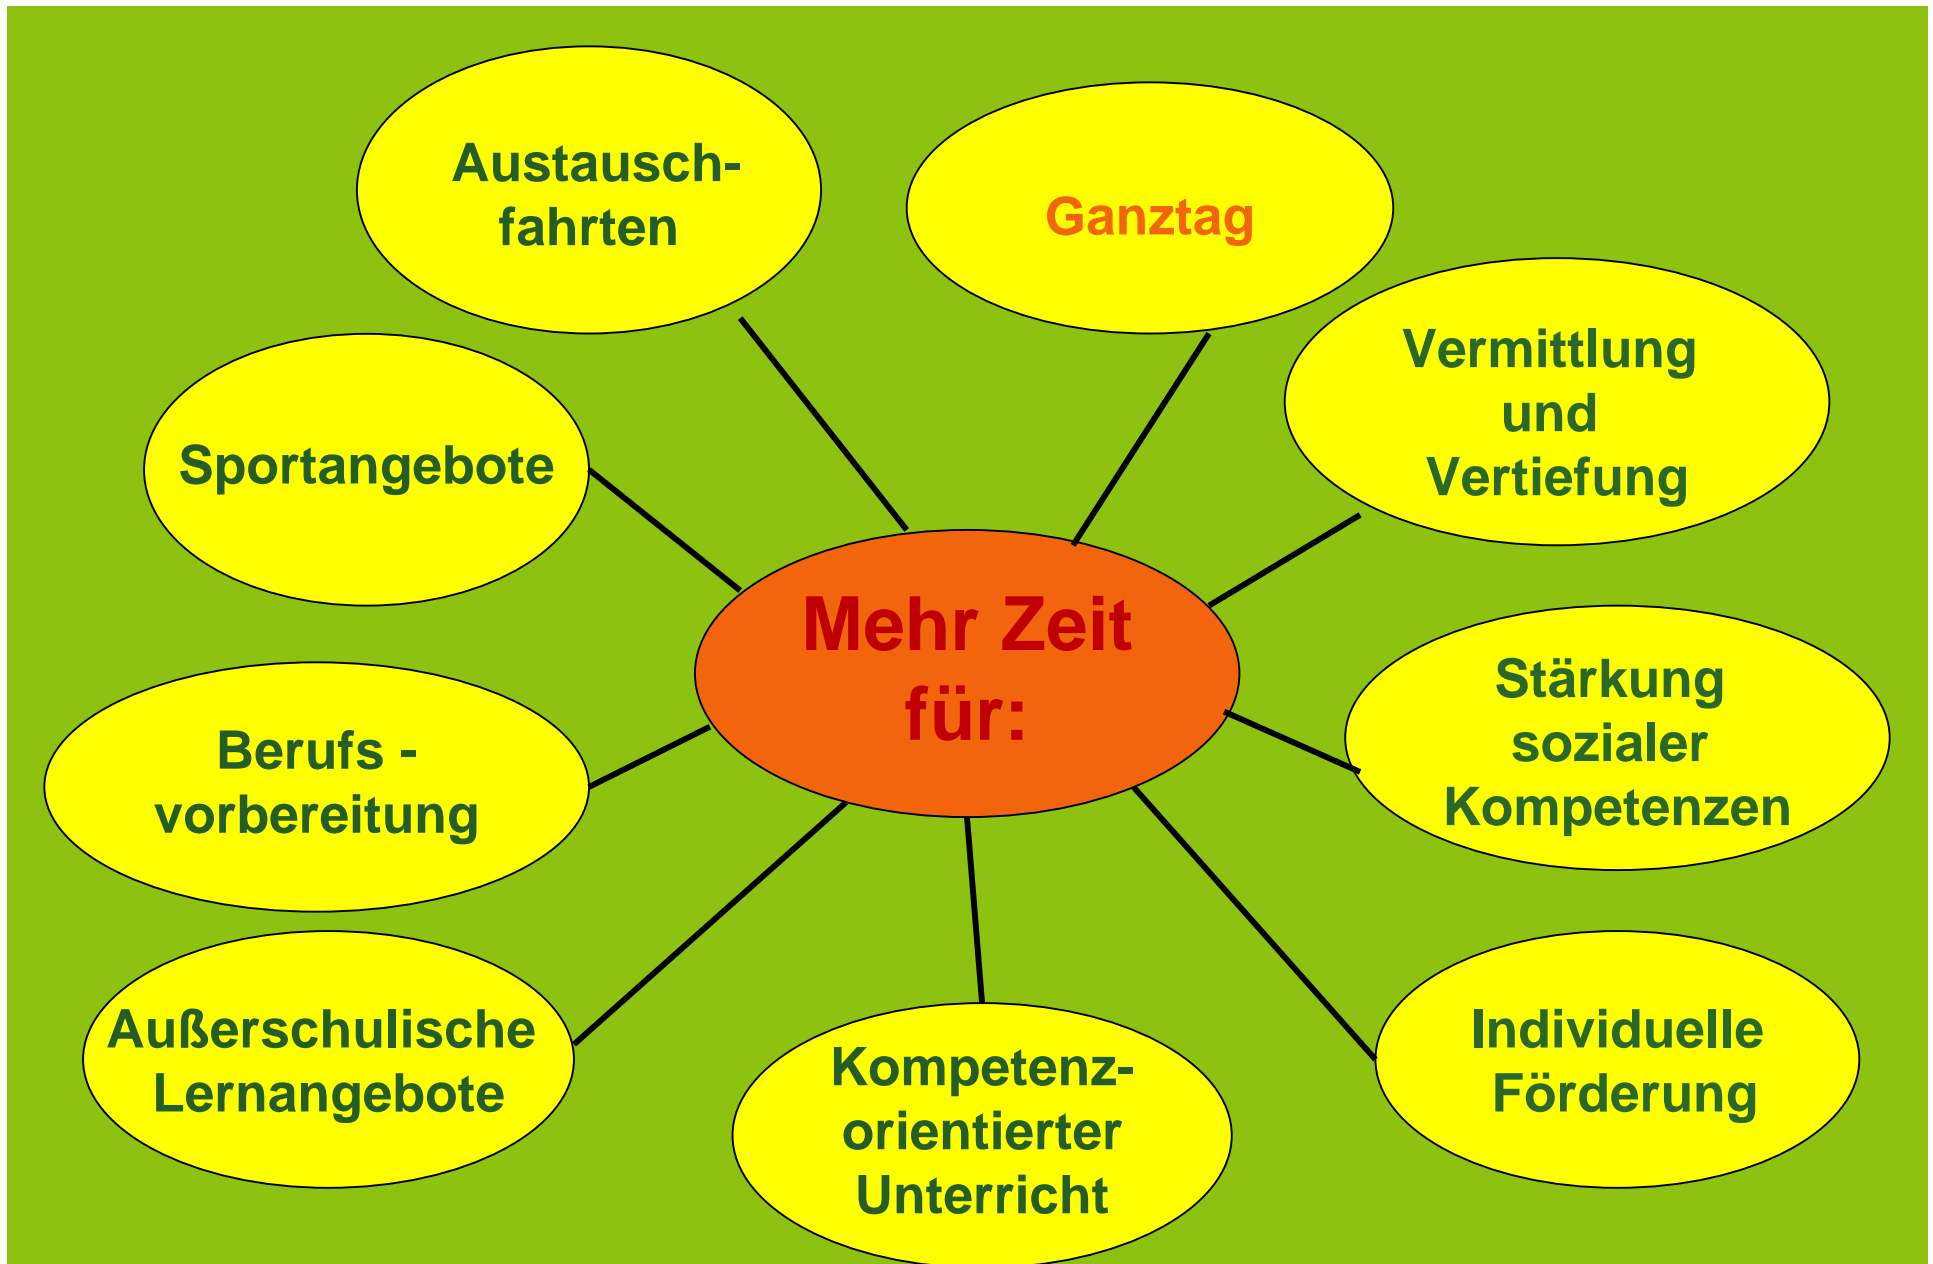 Austausch-
fahrten
Ganztag
Vermittlung
und
Vertiefung
Sportangebote
Mehr Zeit
für:
Stärkung
sozialer
Kompetenzen
Berufs -
vorbereitung
Außerschulische
Lernangebote
Kompetenz-
orientierter
Unterricht
Individuelle
Förderung